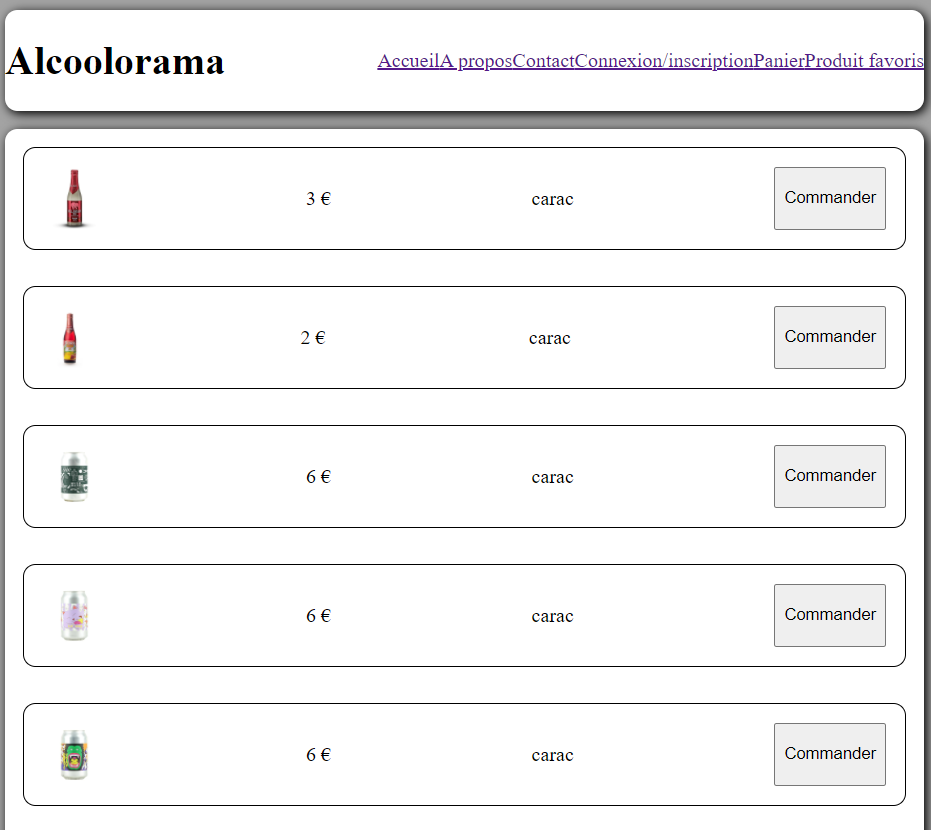 Alcoolorama
AccueilA proposContactConnexion/inscriptionPanierProduit favoris
3 € carac Commander
2 € carac Commander
6 € carac Commander
6 € carac Commander
6 € carac Commander